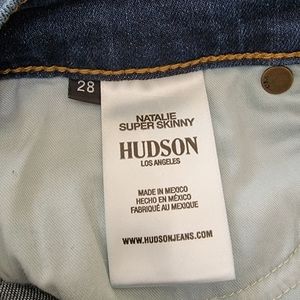 28
NATALIE
SUPER SKINNY
HUDSON
LOS ANGELES
MADE IN MEXICO
HECHO EN MÉXICO
FABRIQUÉ AU MEXIQUE
WWW.HUDSONJEANS.COM